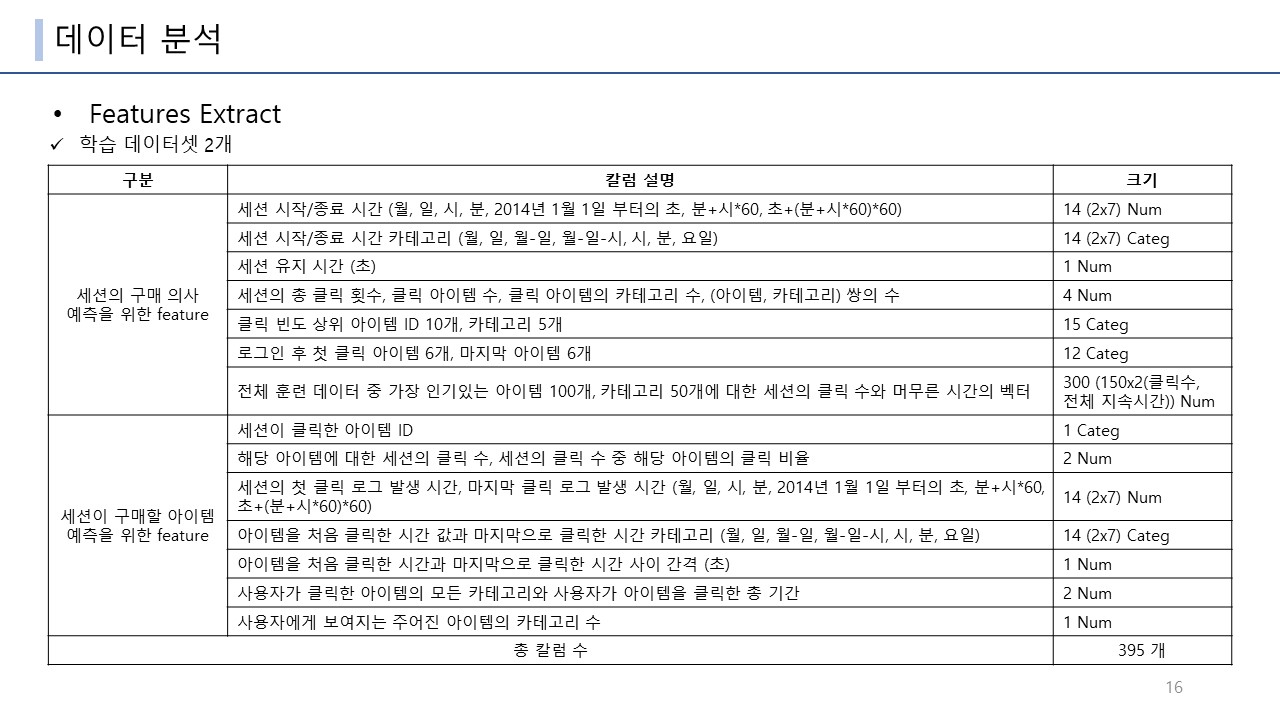 데이터 분석
• Features Extract
✓ 학습 데이터셋 2개
구분 칼럼 설명 크기
세션의 구매 의사
예측을 위한 feature
세션 시작/종료 시간 (월, 일, 시, 분, 2014년 1월 1일 부터의 초, 분+시*60, 초+(분+시*60)*60) 14 (2x7) Num
세션 시작/종료 시간 카테고리 (월, 일, 월-일, 월-일-시, 시, 분, 요일) 14 (2x7) Categ
세션 유지 시간 (초) 1 Num
세션의 총 클릭 횟수, 클릭 아이템 수, 클릭 아이템의 카테고리 수, (아이템, 카테고리) 쌍의 수 4 Num
클릭 빈도 상위 아이템 ID 10개, 카테고리 5개 15 Categ
로그인 후 첫 클릭 아이템 6개, 마지막 아이템 6개 12 Categ
전체 훈련 데이터 중 가장 인기있는 아이템 100개, 카테고리 50개에 대한 세션의 클릭 수와 머무른 시간의 벡터
300 (150x2(클릭수,
전체 지속시간)) Num
세션이 구매할 아이템
예측을 위한 feature
세션이 클릭한 아이템 ID 1 Categ
해당 아이템에 대한 세션의 클릭 수, 세션의 클릭 수 중 해당 아이템의 클릭 비율 2 Num
세션의 첫 클릭 로그 발생 시간, 마지막 클릭 로그 발생 시간 (월, 일, 시, 분, 2014년 1월 1일 부터의 초, 분+시*60,
초+(분+시*60)*60) 14 (2x7) Num
아이템을 처음 클릭한 시간 값과 마지막으로 클릭한 시간 카테고리 (월, 일, 월-일, 월-일-시, 시, 분, 요일) 14 (2x7) Categ
아이템을 처음 클릭한 시간과 마지막으로 클릭한 시간 사이 간격 (초) 1 Num
사용자가 클릭한 아이템의 모든 카테고리와 사용자가 아이템을 클릭한 총 기간 2 Num
사용자에게 보여지는 주어진 아이템의 카테고리 수 1 Num
총 칼럼 수 395 개
16